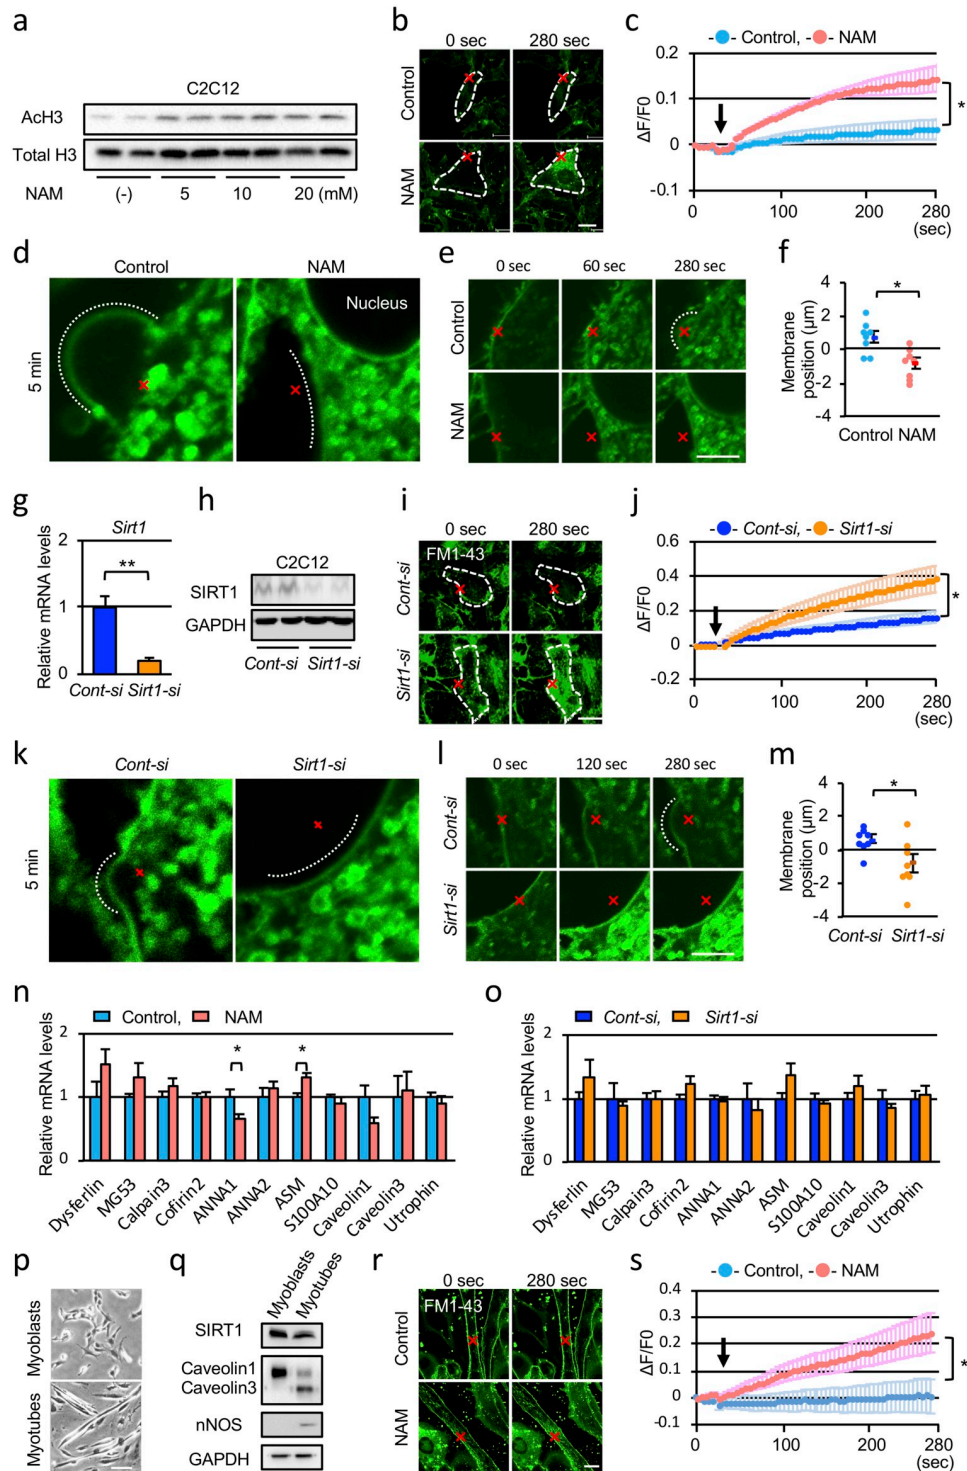 a
C2C12
AcH3
Total H3
NAM (-) 5 10 20 (mM)
b
0 sec 280 sec
Control
NAM
c
Control, NAM
ΔF/F0
0.2
0.1
0
-0.1
0 100 200 280
(sec)
*
d
Control NAM
Nucleus
5 min
e
0 sec 60 sec 280 sec
Control
NAM
f
*
Membrane
position (µm)
4
2
0
-2
-4
Control NAM
g
Sirt1
Relative mRNA levels
2
1
0
**
Cont-si Sirt1-si
h
C2C12
SIRT1
GAPDH
Cont-si Sirt1-si
i
0 sec 280 sec
FM1-43
Cont-si
Sirt1-si
j
Cont-si, Sirt1-si
ΔF/F0
0.6
0.4
0.2
0
-0.2
0 100 200 280
(sec)
*
k
Cont-si Sirt1-si
5 min
l
0 sec 120 sec 280 sec
Cont-si
Sirt1-si
m
*
Membrane
position (µm)
4
2
0
-2
-4
Cont-si Sirt1-si
n
Control, NAM
Relative mRNA levels
2
1
0
* *
Dysferlin
MG53
Calpain3
Cofirin2
ANNA1
ANNA2
ASM
S100A10
Caveolin1
Caveolin3
Utrophin
o
Cont-si, Sirt1-si
Relative mRNA levels
2
1
0
Dysferlin
MG53
Calpain3
Cofirin2
ANNA1
ANNA2
ASM
S100A10
Caveolin1
Caveolin3
Utrophin
p
Myoblasts
Myotubes
q
Myoblasts
Myotubes
SIRT1
Caveolin1
Caveolin3
nNOS
GAPDH
r
0 sec 280 sec
FM1-43
Control
NAM
s
Control, NAM
ΔF/F0
0.4
0.3
0.2
0.1
0
-0.1
0 100 200 280
(sec)
*